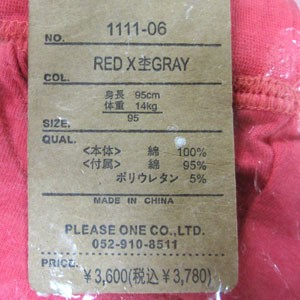 NO. 1111-06
COL. RED X杢GRAY
身長 95cm
体重 14kg
SIZE. 95
QUAL.
<本体> 綿 100%
<付属> 綿 95%
ポリウレタン 5%
MADE IN CHINA
PLEASE ONE CO.,LTD.
052-910-8511
PRICE.
¥3,600(税込¥3,780)